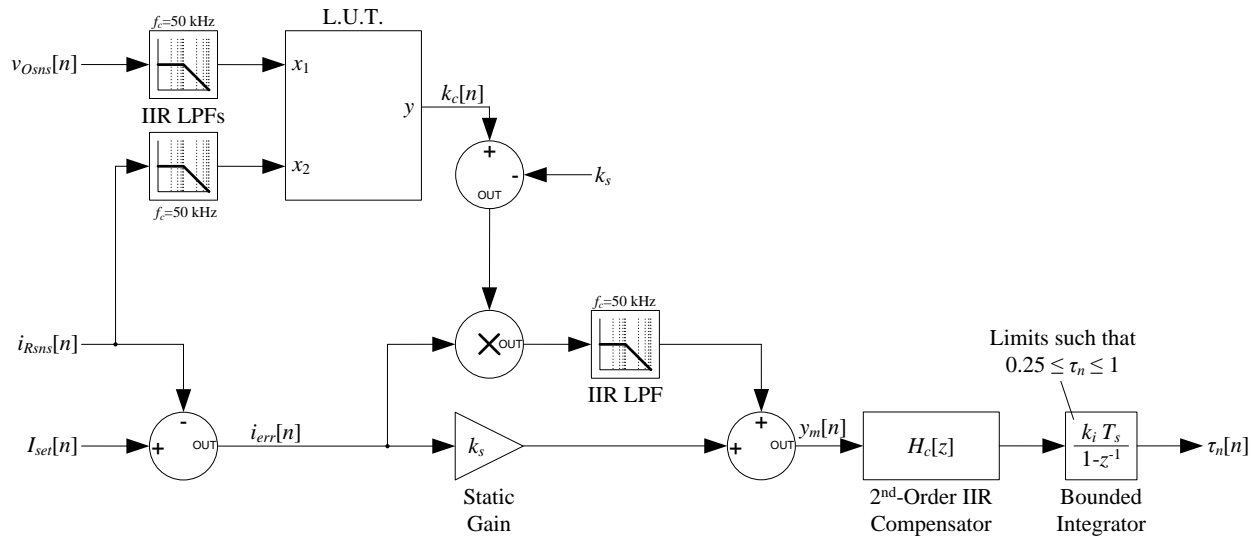 L.U.T.
f_c=50 kHz
v_Osns[n]
x₁
IIR LPFs
k_c[n]
y
x₂
+
-
k_s
OUT
f_c=50 kHz
f_c=50 kHz
i_Rsns[n]
×
OUT
IIR LPF
Limits such that
0.25 ≤ τ_n ≤ 1
-
I_set[n]
+
OUT
i_err[n]
k_s
+
+
OUT
y_m[n]
H_c[z]
k_i T_s
1-z⁻¹
τ_n[n]
Static
Gain
2ⁿᵈ-Order IIR
Compensator
Bounded
Integrator